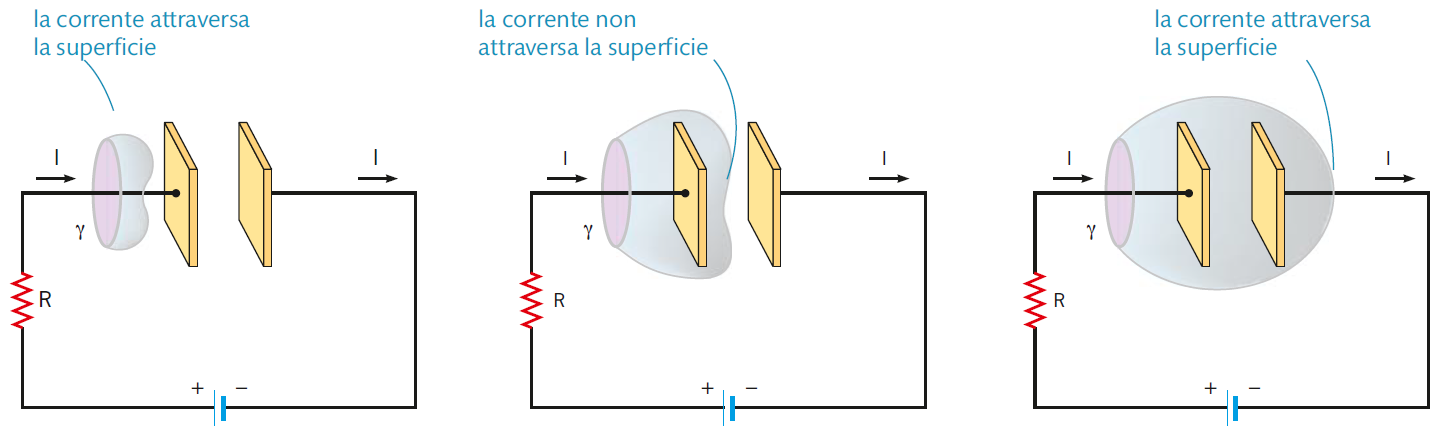 la corrente attraversa
la superficie
I
I
γ
R
+ −
la corrente non
attraversa la superficie
I
I
γ
R
+ −
la corrente attraversa
la superficie
I
I
γ
R
+ −